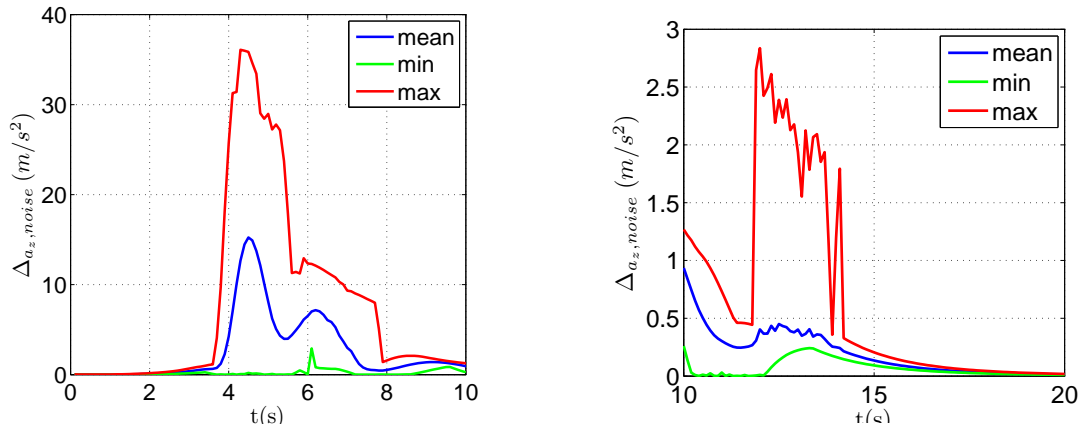 40
30
20
10
0
0 2 4 6 8 10
t(s)
Δ_{a_z,noise} (m/s²)
mean
min
max
3
2.5
2
1.5
1
0.5
0
10 15 20
t(s)
Δ_{a_z,noise} (m/s²)
mean
min
max